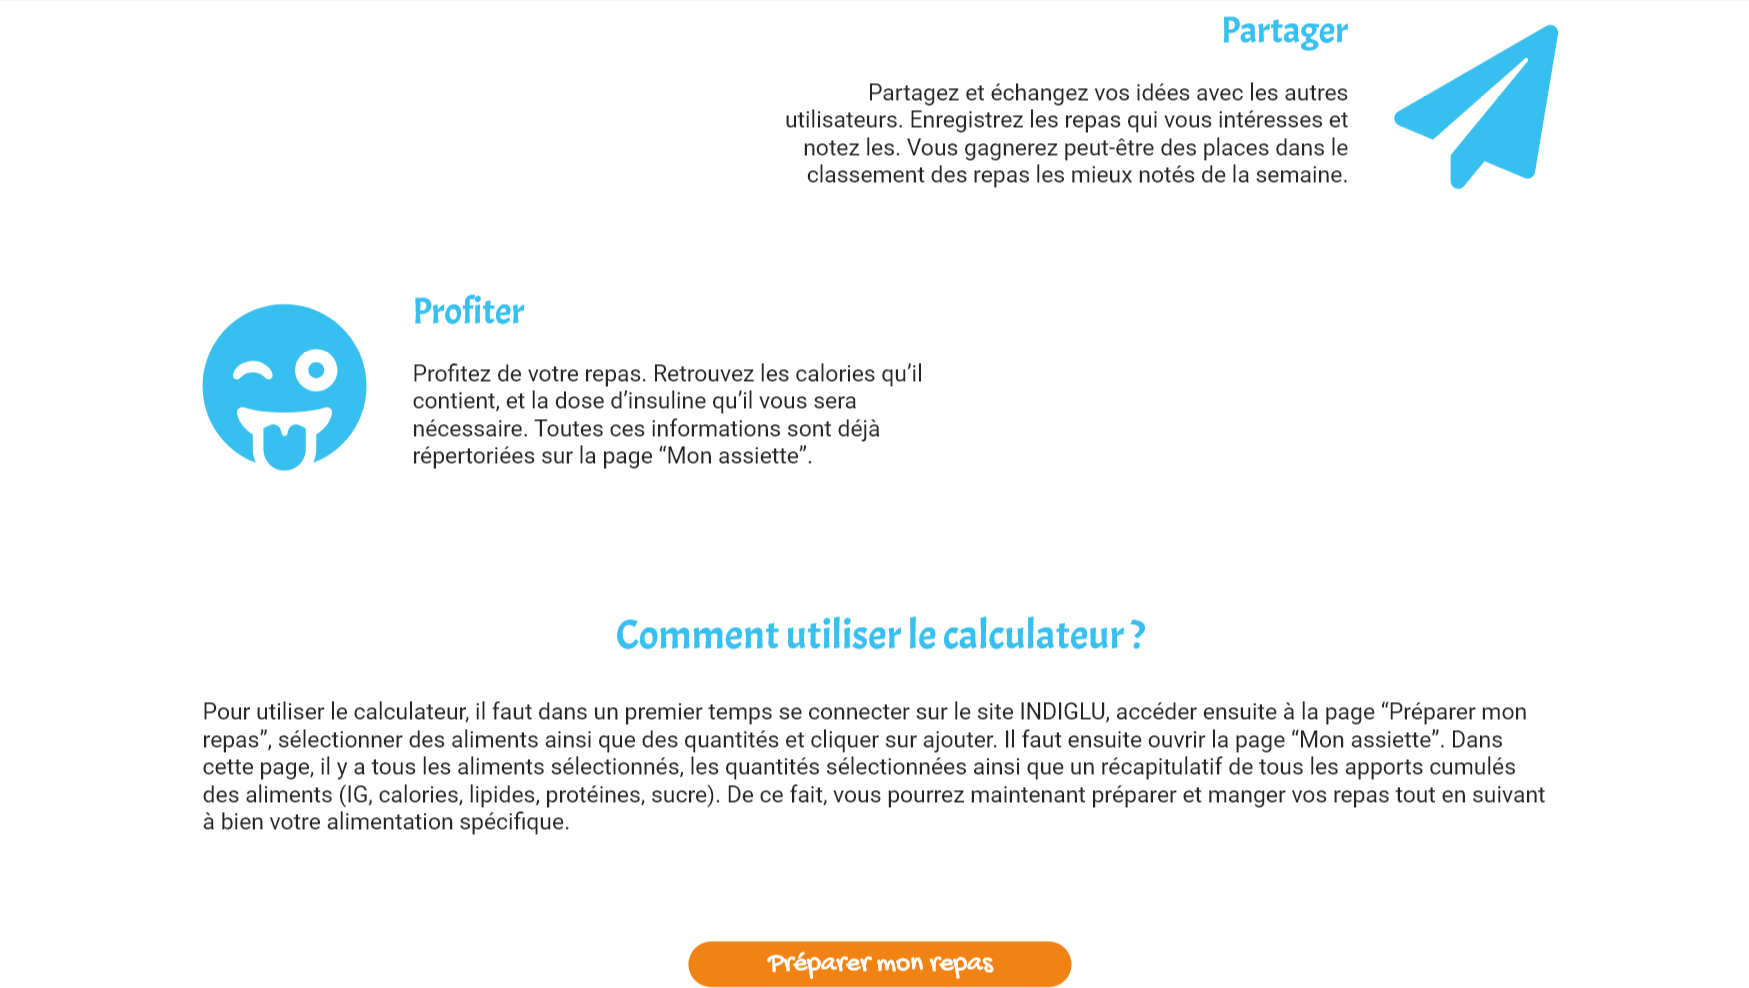 Partager
Partagez et échangez vos idées avec les autres
utilisateurs. Enregistrez les repas qui vous intéresses et
notez les. Vous gagnerez peut-être des places dans le
classement des repas les mieux notés de la semaine.
Profiter
Profitez de votre repas. Retrouvez les calories qu’il
contient, et la dose d’insuline qu’il vous sera
nécessaire. Toutes ces informations sont déjà
répertoriées sur la page “Mon assiette”.
Comment utiliser le calculateur ?
Pour utiliser le calculateur, il faut dans un premier temps se connecter sur le site INDIGLU, accéder ensuite à la page “Préparer mon
repas”, sélectionner des aliments ainsi que des quantités et cliquer sur ajouter. Il faut ensuite ouvrir la page “Mon assiette”. Dans
cette page, il y a tous les aliments sélectionnés, les quantités sélectionnées ainsi que un récapitulatif de tous les apports cumulés
des aliments (IG, calories, lipides, protéines, sucre). De ce fait, vous pourrez maintenant préparer et manger vos repas tout en suivant
à bien votre alimentation spécifique.
Préparer mon repas